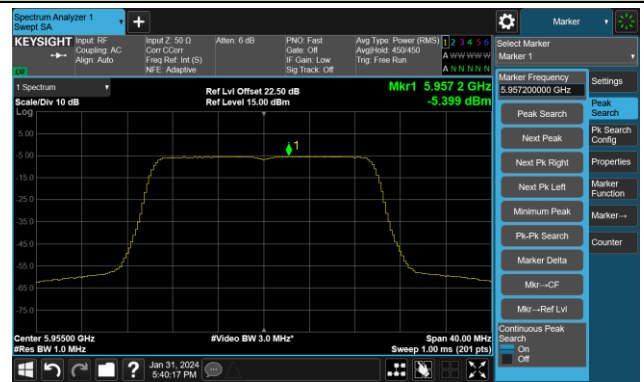 Spectrum Analyzer 1
Swept SA
+
Marker
KEYSIGHT
Input: RF
Coupling: AC
Align: Auto
Input Z: 50 Ω
Corr CCorr
Freq Ref: Int (S)
NFE: Adaptive
Atten: 6 dB
PNO: Fast
Gate: Off
IF Gain: Low
Sig Track: Off
Avg Type: Power (RMS)
Avg|Hold: 450/450
Trig: Free Run
1 2 3 4 5 6
A W W W W W
A N N N N N
Select Marker
Marker 1
1 Spectrum
Scale/Div 10 dB
Log
Ref Lvl Offset 22.50 dB
Ref Level 15.00 dBm
Mkr1 5.957 2 GHz
-5.399 dBm
5.00
-5.00
-15.0
-25.0
-35.0
-45.0
-55.0
-65.0
-75.0
1
Center 5.95500 GHz
#Res BW 1.0 MHz
#Video BW 3.0 MHz*
Span 40.00 MHz
Sweep 1.00 ms (201 pts)
Marker Frequency
5.957200000 GHz
Peak Search
Next Peak
Next Pk Right
Next Pk Left
Minimum Peak
Pk-Pk Search
Marker Delta
Mkr→CF
Mkr→Ref Lvl
Continuous Peak
Search
On
Off
Settings
Peak
Search
Pk Search
Config
Properties
Marker
Function
Marker→
Counter
?
Jan 31, 2024
5:40:17 PM